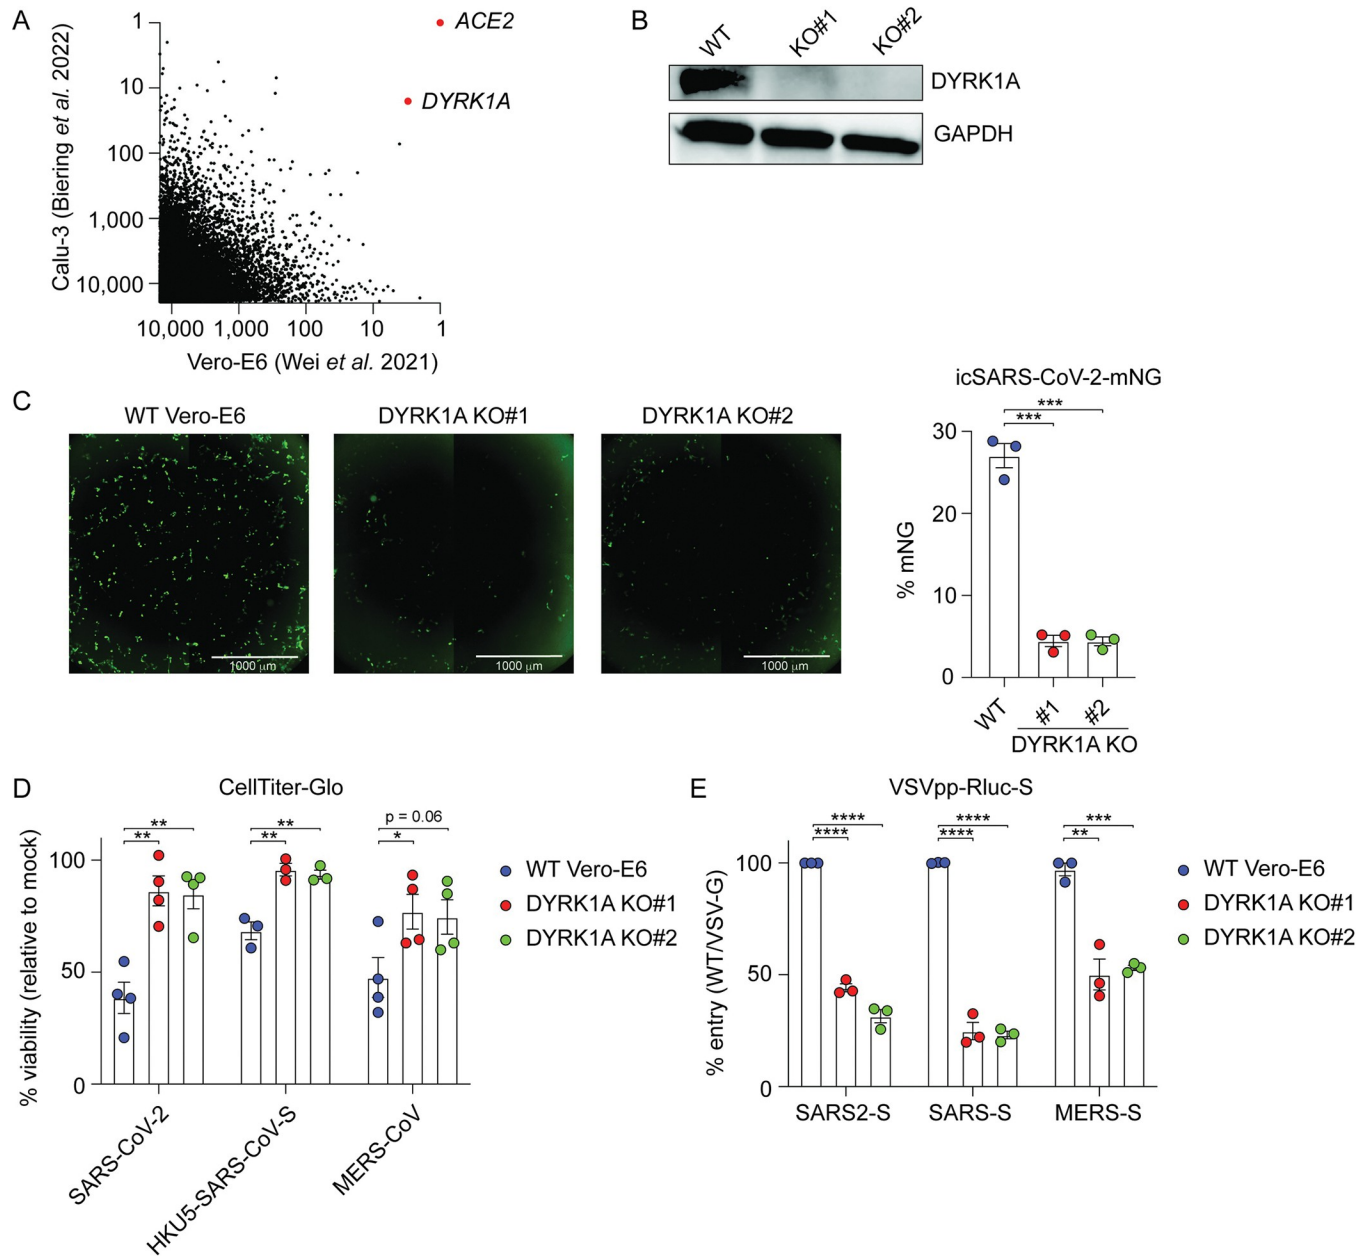 A
Calu-3 (Biering et al. 2022)
1
10
100
1,000
10,000
ACE2
DYRK1A
10,000 1,000 100 10 1
Vero-E6 (Wei et al. 2021)
B
WT KO#1 KO#2
DYRK1A
GAPDH
C
WT Vero-E6
DYRK1A KO#1
DYRK1A KO#2
1000 µm
1000 µm
1000 µm
icSARS-CoV-2-mNG
***
***
% mNG
30
20
10
0
WT #1 #2
DYRK1A KO
D
CellTiter-Glo
% viability (relative to mock)
100
50
0
**
**
**
**
p = 0.06
*
SARS-CoV-2
HKU5-SARS-CoV-S
MERS-CoV
WT Vero-E6
DYRK1A KO#1
DYRK1A KO#2
E
VSVpp-Rluc-S
% entry (WT/VSV-G)
100
50
0
****
****
****
****
***
**
SARS2-S SARS-S MERS-S
WT Vero-E6
DYRK1A KO#1
DYRK1A KO#2